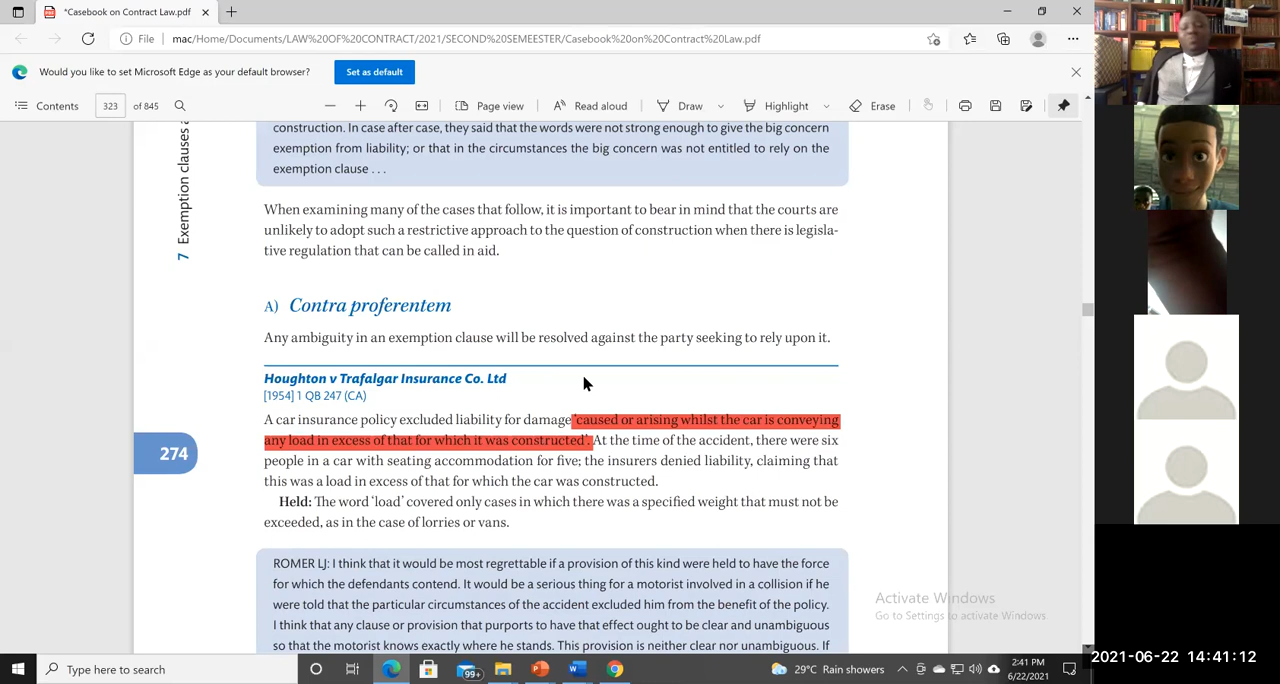 *Casebook on Contract Law.pdf
File
mac/Home/Documents/LAW%20OF%20CONTRACT/2021/SECOND%20SEMEESTER/Casebook%20on%20Contract%20Law.pdf
Would you like to set Microsoft Edge as your default browser?
Set as default
Contents
323
of 845
Page view
Read aloud
Draw
Highlight
Erase
7 Exemption clauses a
construction. In case after case, they said that the words were not strong enough to give the big concern
exemption from liability; or that in the circumstances the big concern was not entitled to rely on the
exemption clause . . .
When examining many of the cases that follow, it is important to bear in mind that the courts are
unlikely to adopt such a restrictive approach to the question of construction when there is legisla-
tive regulation that can be called in aid.
A) Contra proferentem
Any ambiguity in an exemption clause will be resolved against the party seeking to rely upon it.
Houghton v Trafalgar Insurance Co. Ltd
[1954] 1 QB 247 (CA)
A car insurance policy excluded liability for damage 'caused or arising whilst the car is conveying
any load in excess of that for which it was constructed'. At the time of the accident, there were six
people in a car with seating accommodation for five; the insurers denied liability, claiming that
this was a load in excess of that for which the car was constructed.
274
Held: The word 'load' covered only cases in which there was a specified weight that must not be
exceeded, as in the case of lorries or vans.
ROMER LJ: I think that it would be most regrettable if a provision of this kind were held to have the force
for which the defendants contend. It would be a serious thing for a motorist involved in a collision if he
were told that the particular circumstances of the accident excluded him from the benefit of the policy.
I think that any clause or provision that purports to have that effect ought to be clear and unambiguous
so that the motorist knows exactly where he stands. This provision is neither clear nor unambiguous. If
Activate Windows
Go to Settings to activate Windows
Type here to search
99+
29°C Rain showers
2:41 PM
6/22/2021
2021-06-22 14:41:12